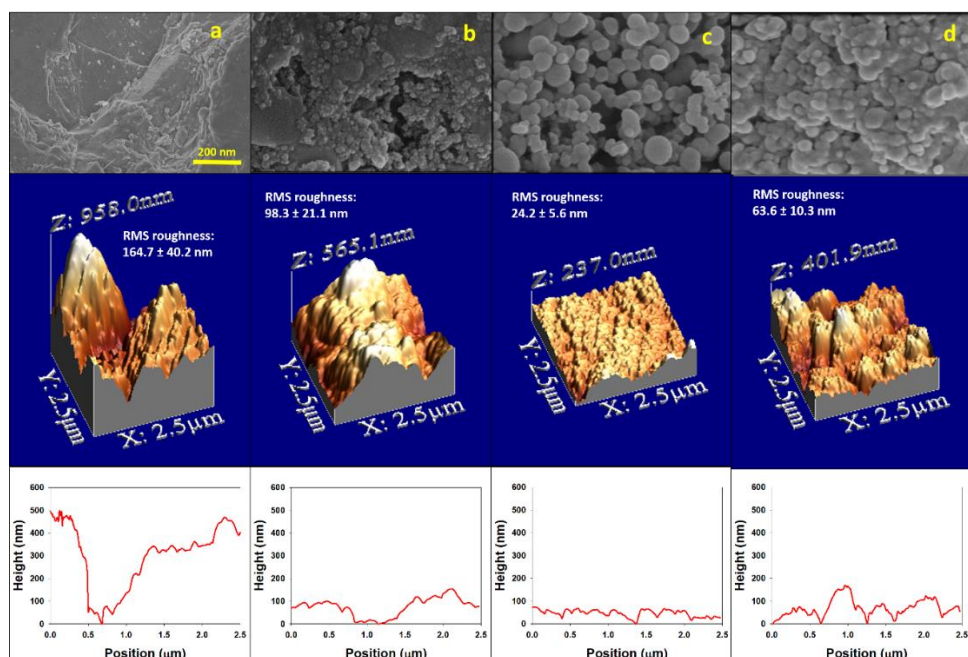 a
200 nm
b
c
d
Z: 958.0nm
RMS roughness:
164.7 ± 40.2 nm
Y: 2.5µm
X: 2.5µm
RMS roughness:
98.3 ± 21.1 nm
Z: 565.1nm
Y: 2.5µm
X: 2.5µm
RMS roughness:
24.2 ± 5.6 nm
Z: 237.0nm
Y: 2.5µm
X: 2.5µm
RMS roughness:
63.6 ± 10.3 nm
Z: 401.9nm
Y: 2.5µm
X: 2.5µm
Height (nm)
600
500
400
300
200
100
0
0.0 0.5 1.0 1.5 2.0 2.5
Position (µm)
Height (nm)
600
500
400
300
200
100
0
0.0 0.5 1.0 1.5 2.0 2.5
Position (µm)
Height (nm)
600
500
400
300
200
100
0
0.0 0.5 1.0 1.5 2.0 2.5
Position (µm)
Height (nm)
600
500
400
300
200
100
0
0.0 0.5 1.0 1.5 2.0 2.5
Position (µm)